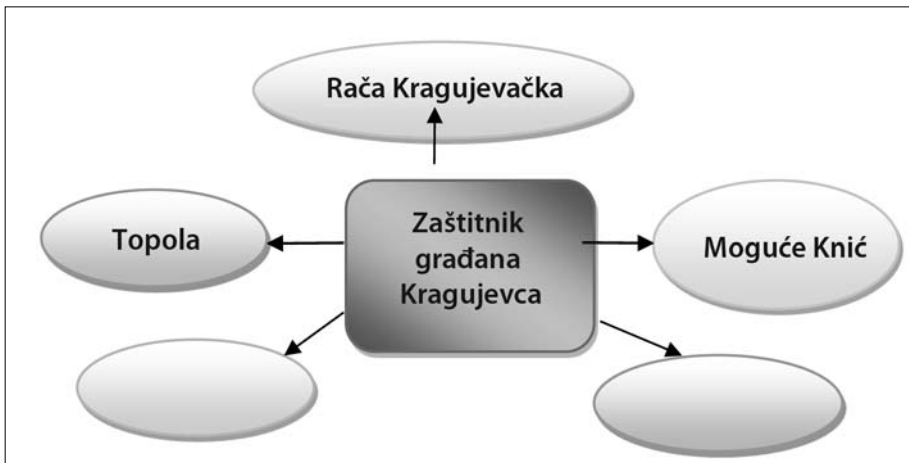 Rača Kragujevačka
Topola
Zaštitnik
građana
Kragujevca
Moguće Knić